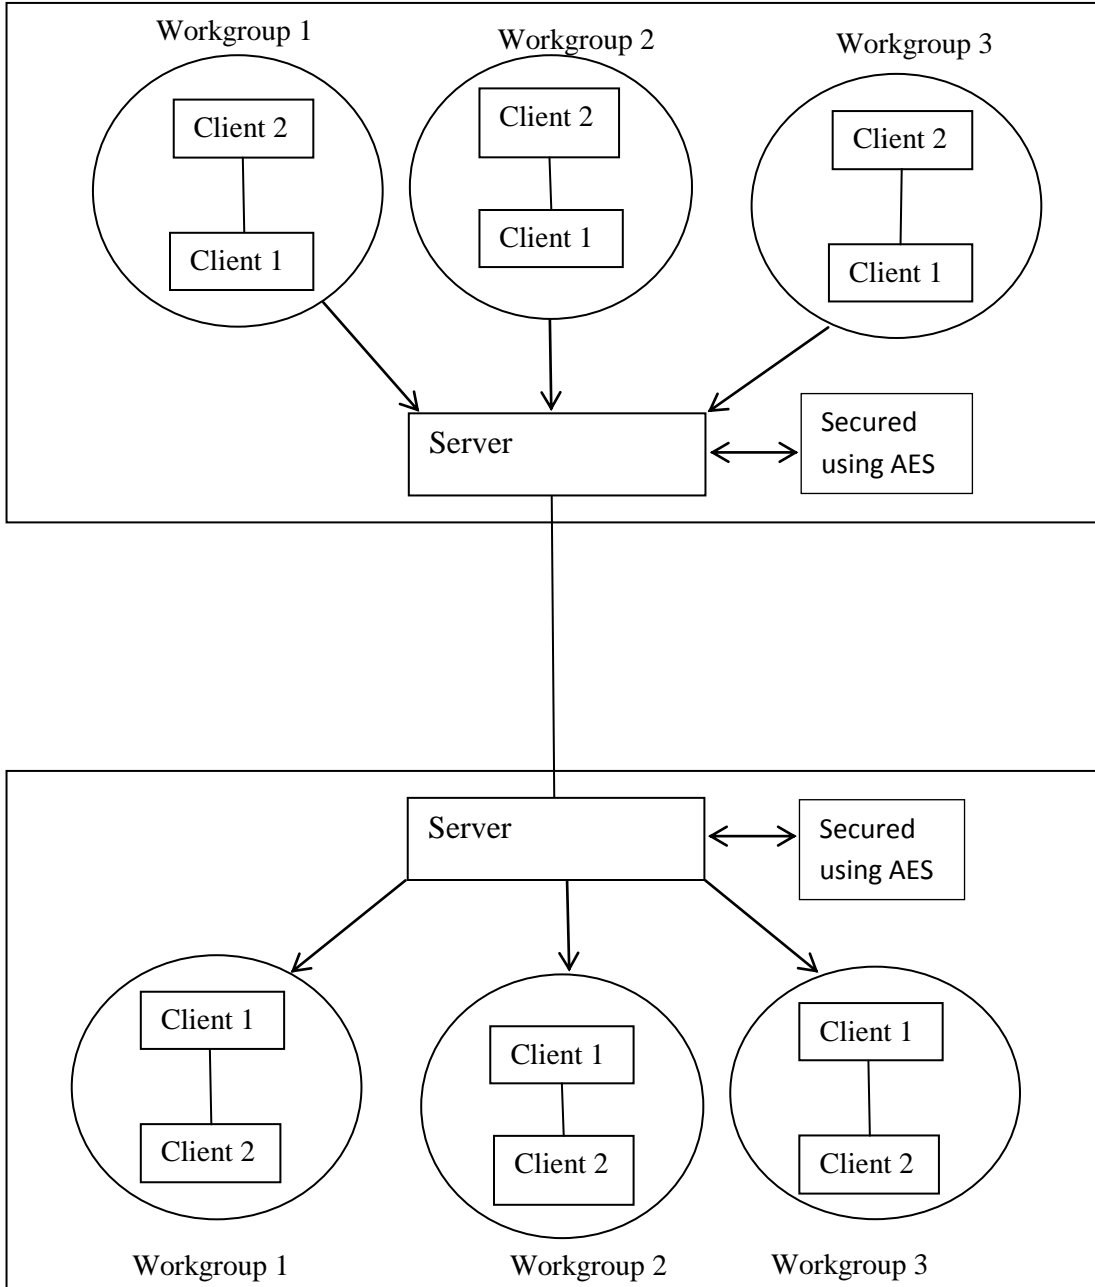 Workgroup 1
Workgroup 2
Workgroup 3
Client 2
Client 2
Client 2
Client 1
Client 1
Client 1
Server
Secured
using AES
Server
Secured
using AES
Client 1
Client 1
Client 1
Client 2
Client 2
Client 2
Workgroup 1
Workgroup 2
Workgroup 3